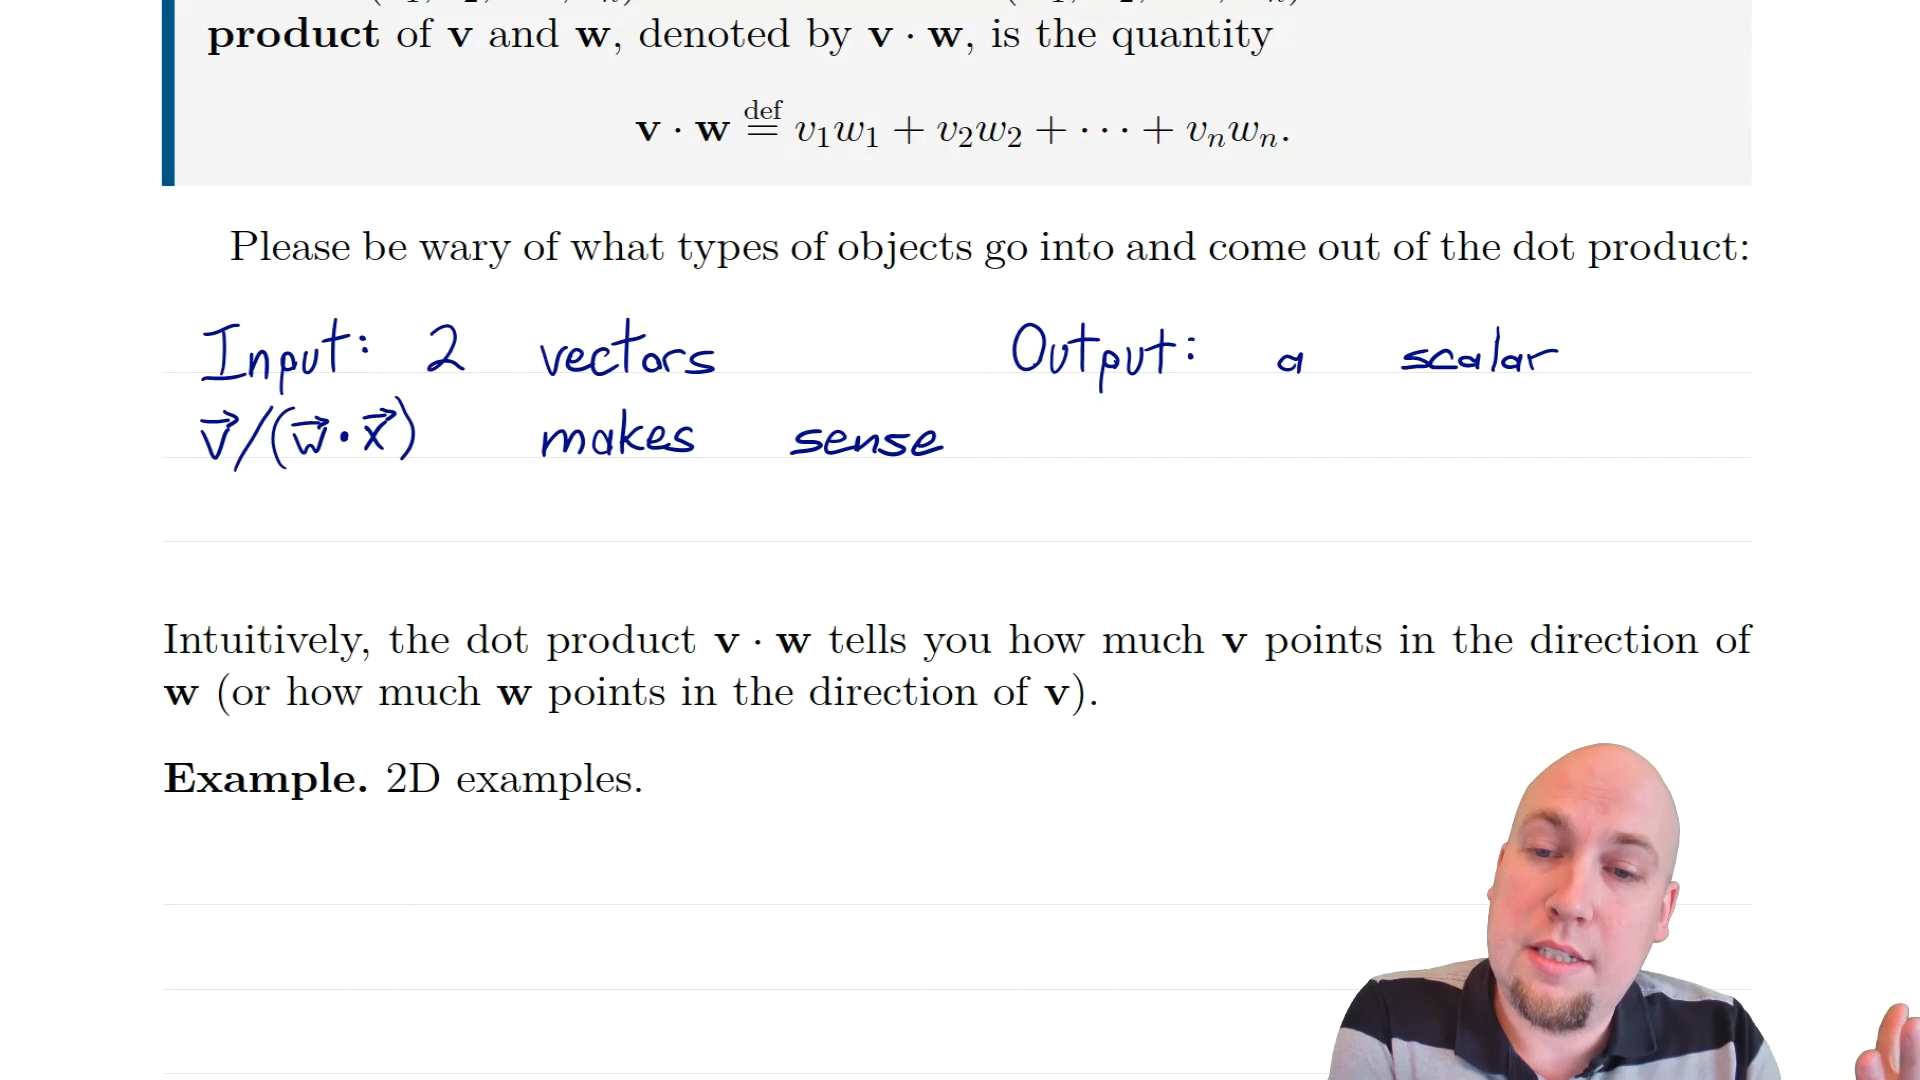 product of v and w, denoted by v · w, is the quantity
v · w def= v₁w₁ + v₂w₂ + · · · + vₙwₙ.
Please be wary of what types of objects go into and come out of the dot product:
Input: 2 vectors Output: a scalar
v⃗/(w⃗·x⃗) makes sense
Intuitively, the dot product v · w tells you how much v points in the direction of
w (or how much w points in the direction of v).
Example. 2D examples.